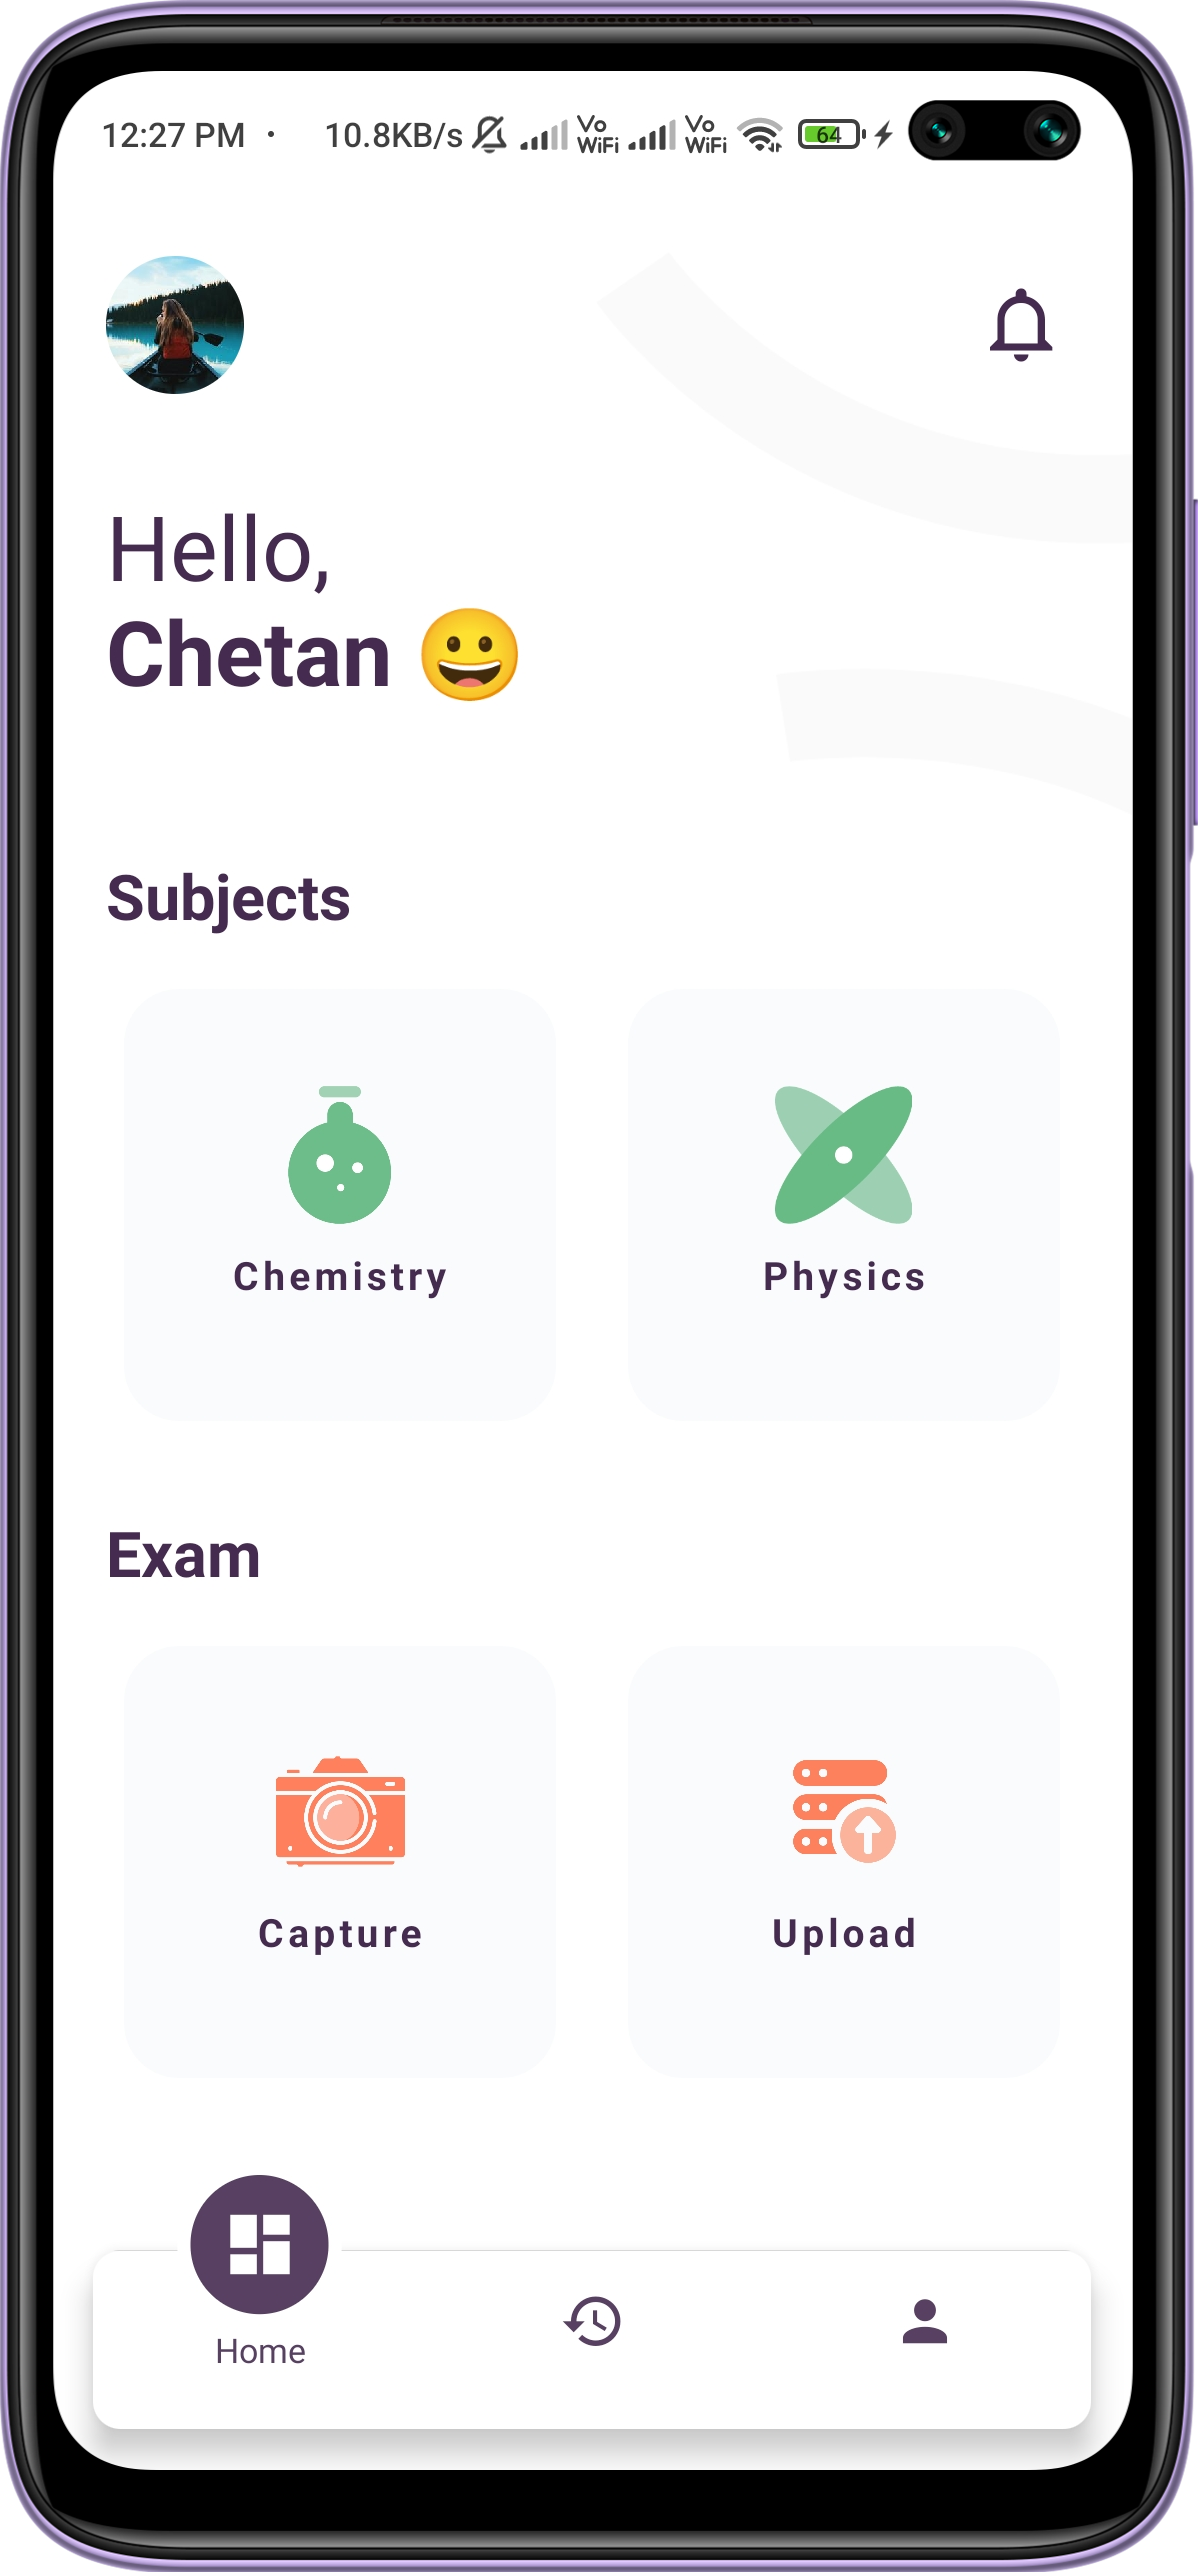 12:27 PM · 10.8KB/s Vo WiFi Vo WiFi 64
Hello,
Chetan 😀
Subjects
Chemistry Physics
Exam
Capture Upload
Home